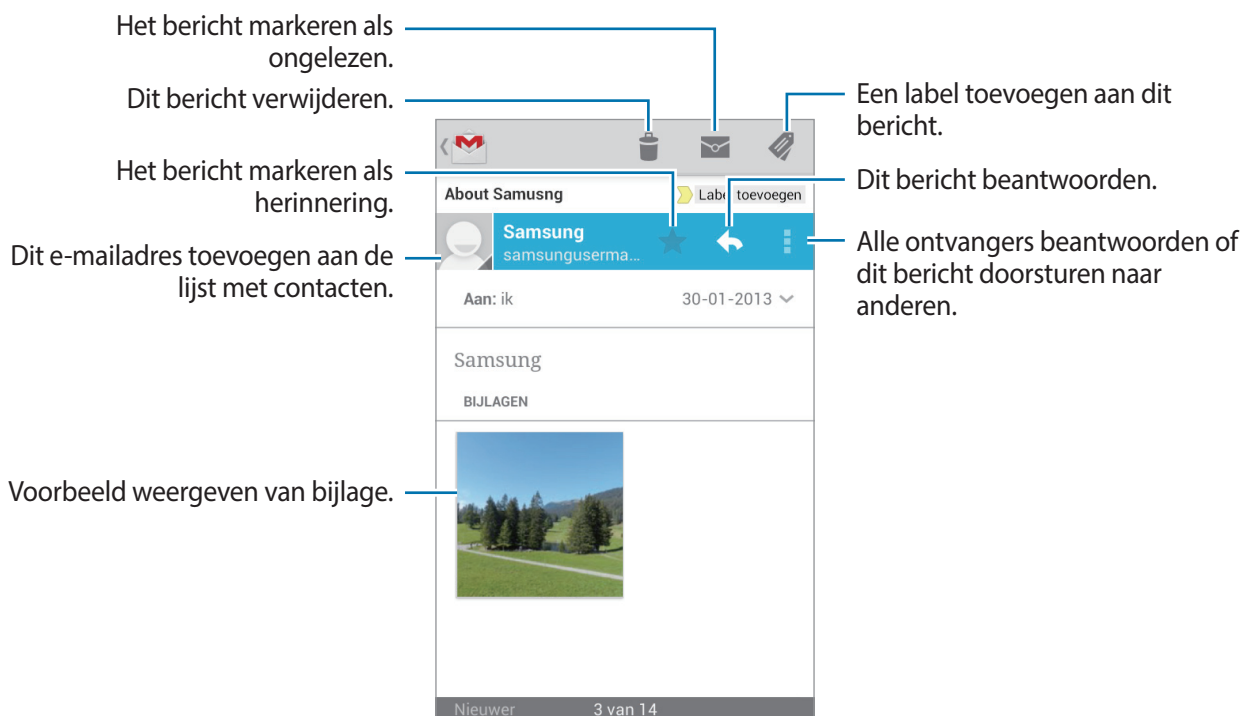 Het bericht markeren als
ongelezen.
Dit bericht verwijderen.
Het bericht markeren als
herinnering.
Dit e-mailadres toevoegen aan de
lijst met contacten.
Voorbeeld weergeven van bijlage.
About Samusng
Label toevoegen
Samsung
samsunguserma...
Aan: ik
30-01-2013
Samsung
BIJLAGEN
Nieuwer
3 van 14
Een label toevoegen aan dit
bericht.
Dit bericht beantwoorden.
Alle ontvangers beantwoorden of
dit bericht doorsturen naar
anderen.